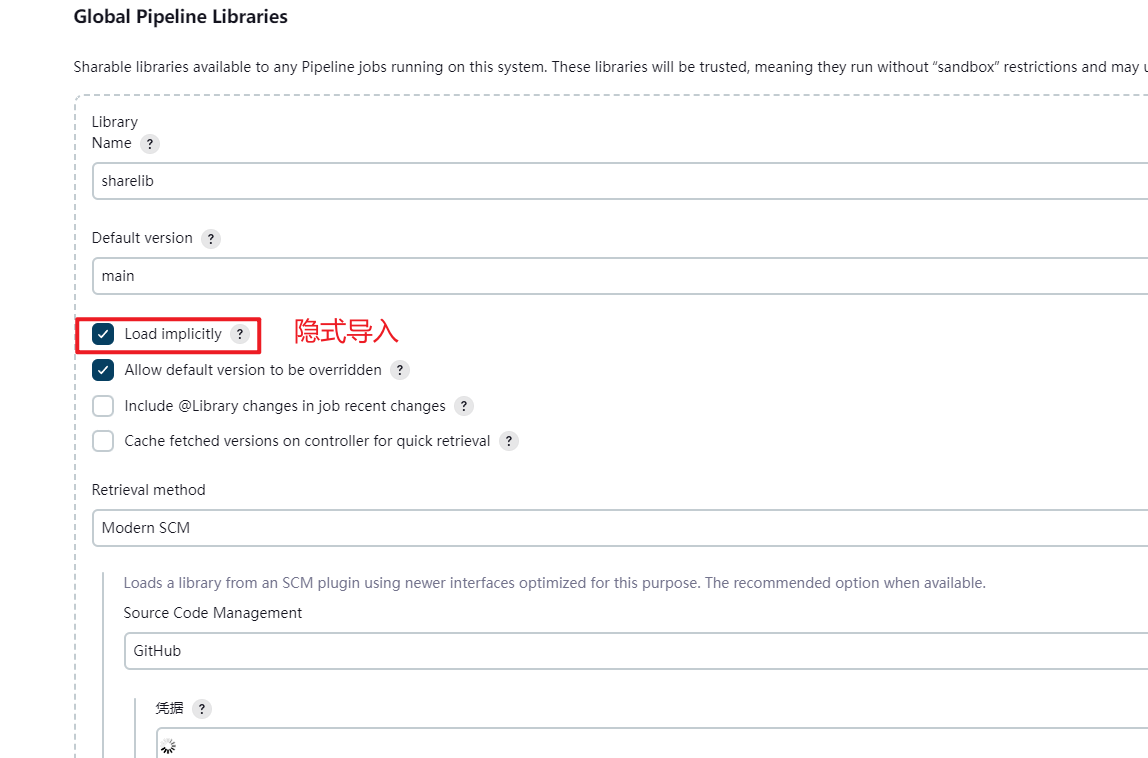 Global Pipeline Libraries
Sharable libraries available to any Pipeline jobs running on this system. These libraries will be trusted, meaning they run without “sandbox” restrictions and may
Library
Name ?
sharelib
Default version ?
main
Load implicitly ? 隐式导入
Allow default version to be overridden ?
Include @Library changes in job recent changes ?
Cache fetched versions on controller for quick retrieval ?
Retrieval method
Modern SCM
Loads a library from an SCM plugin using newer interfaces optimized for this purpose. The recommended option when available.
Source Code Management
GitHub
凭据 ?